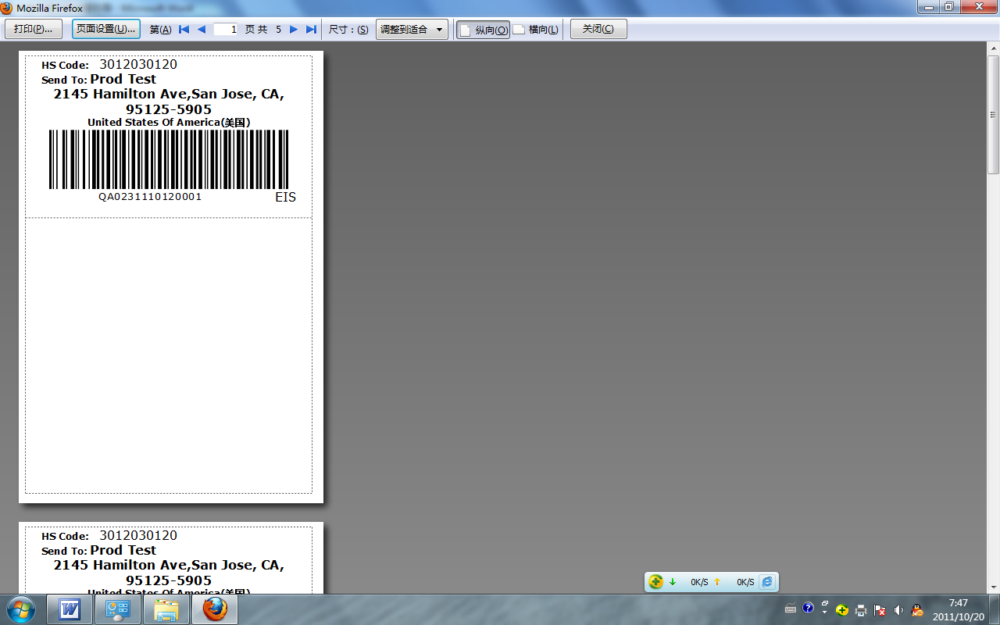 Mozilla Firefox
打印(P)... 页面设置(U)... 第(A) 1 页 共 5 尺寸：(S) 调整到适合 纵向(O) 横向(L) 关闭(C)
HS Code: 3012030120
Send To: Prod Test
2145 Hamilton Ave,San Jose, CA,
95125-5905
United States Of America(美国)
QA0231110120001 EIS
HS Code: 3012030120
Send To: Prod Test
2145 Hamilton Ave,San Jose, CA,
95125-5905
United States Of America(美国)
0K/S 0K/S
7:47
2011/10/20